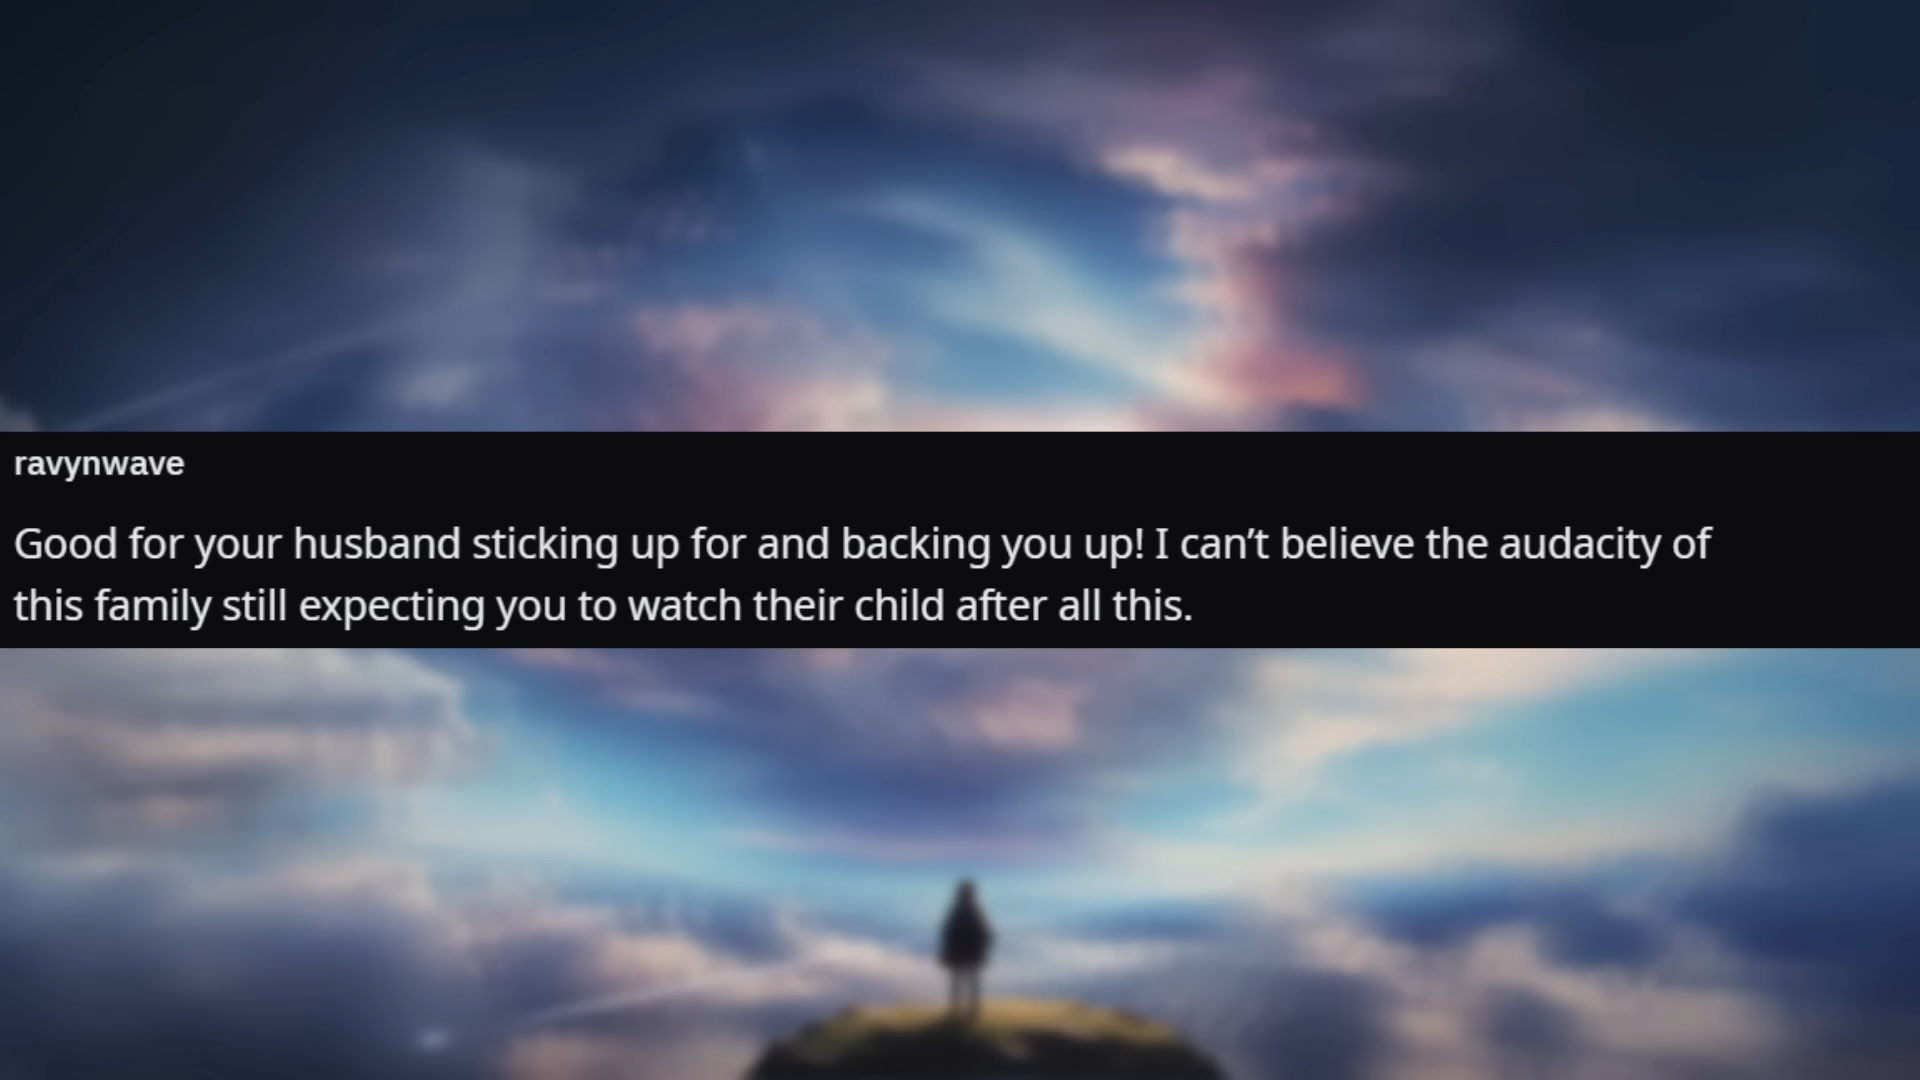 ravynwave
Good for your husband sticking up for and backing you up! I can’t believe the audacity of
this family still expecting you to watch their child after all this.